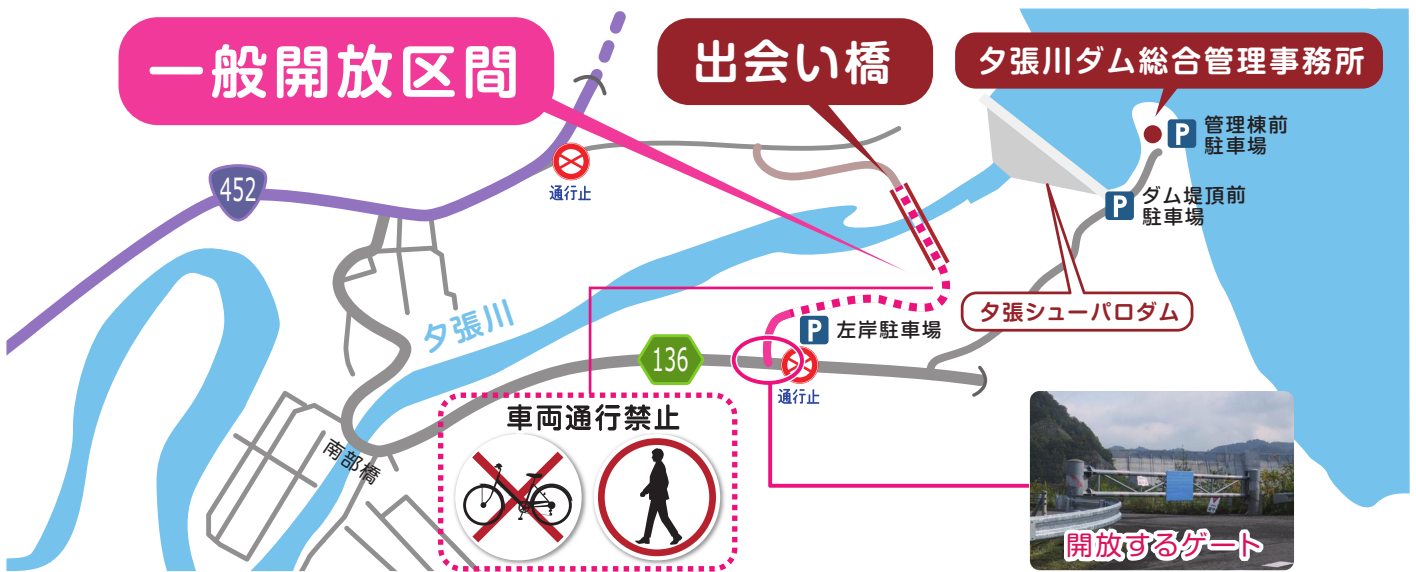 一般開放区間
出会い橋
夕張川ダム総合管理事務所
P 管理棟前
駐車場
452
通行止
P ダム堤頂前
駐車場
夕張川
夕張シューパロダム
P 左岸駐車場
136
通行止
南部橋
車両通行禁止
開放するゲート